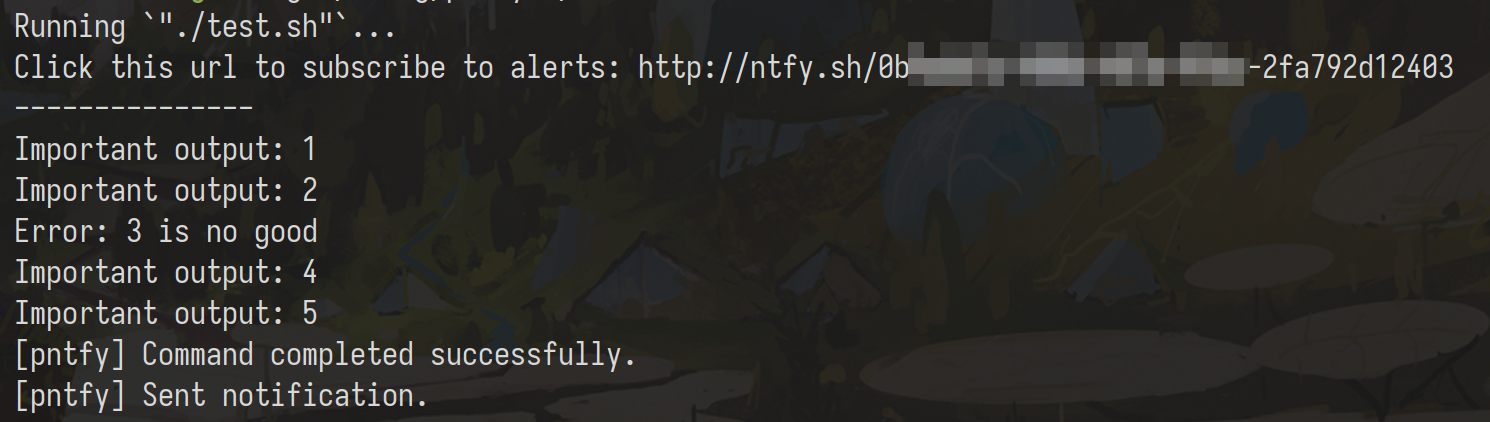 Running `"./test.sh"`...
Click this url to subscribe to alerts: http://ntfy.sh/0b -2fa792d12403
---------------
Important output: 1
Important output: 2
Error: 3 is no good
Important output: 4
Important output: 5
[pntfy] Command completed successfully.
[pntfy] Sent notification.